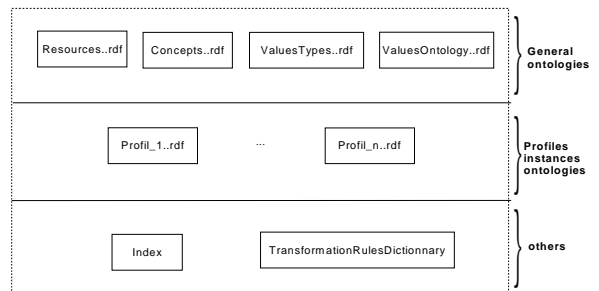 Resources..rdf
Concepts..rdf
ValuesTypes..rdf
ValuesOntology..rdf
General
ontologies
Profil_1..rdf
...
Profil_n..rdf
Profiles
instances
ontologies
Index
TransformationRulesDictionnary
others